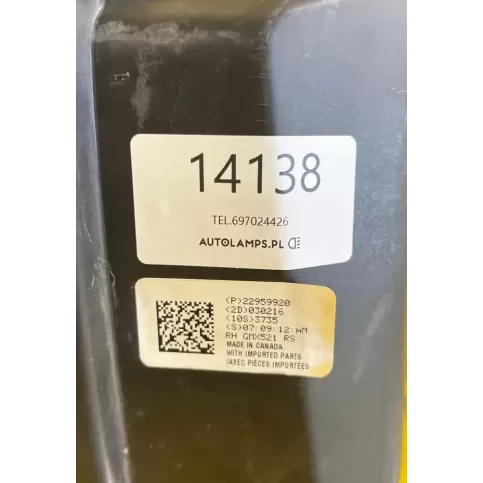 14138
TEL.697024426
AUTOLAMPS.PL
(P)22959920
(2D)030216
(10S)3735
(S)07:09:12:AM
RH GMX521 RS
MADE IN CANADA
WITH IMPORTED PARTS
/AVEC PIÈCES IMPORTÉES